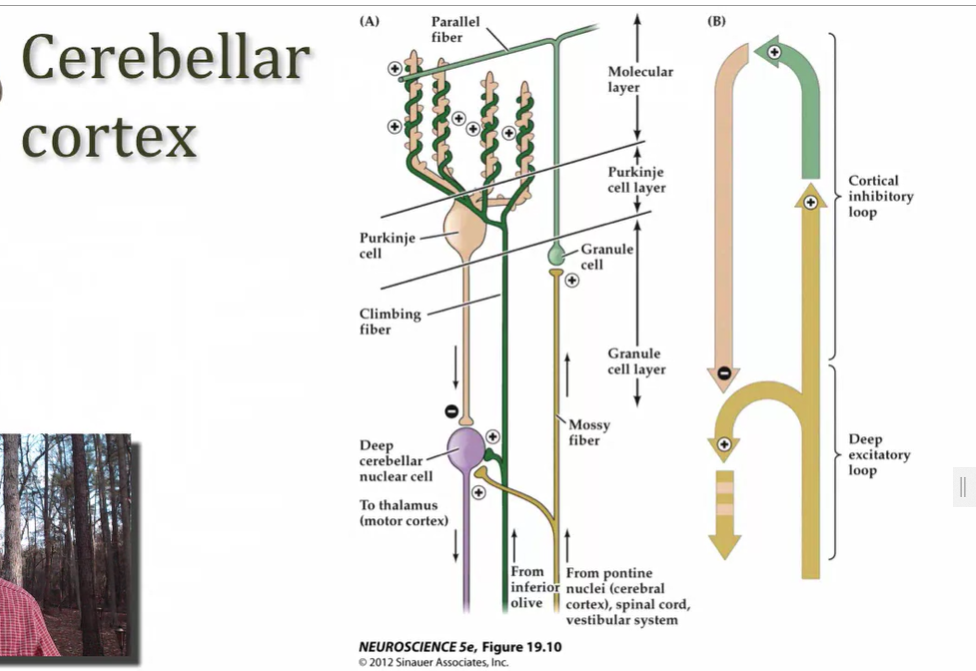 Cerebellar
cortex
(A)
Parallel
fiber
+
+
+
+
+
Molecular
layer
Purkinje
cell layer
Purkinje
cell
Granule
cell
+
Climbing
fiber
Granule
cell layer
−
Mossy
fiber
Deep
cerebellar
nuclear cell
+
+
To thalamus
(motor cortex)
From
inferior
olive
From pontine
nuclei (cerebral
cortex), spinal cord,
vestibular system
(B)
+
+
Cortical
inhibitory
loop
−
+
Deep
excitatory
loop
NEUROSCIENCE 5e, Figure 19.10
© 2012 Sinauer Associates, Inc.